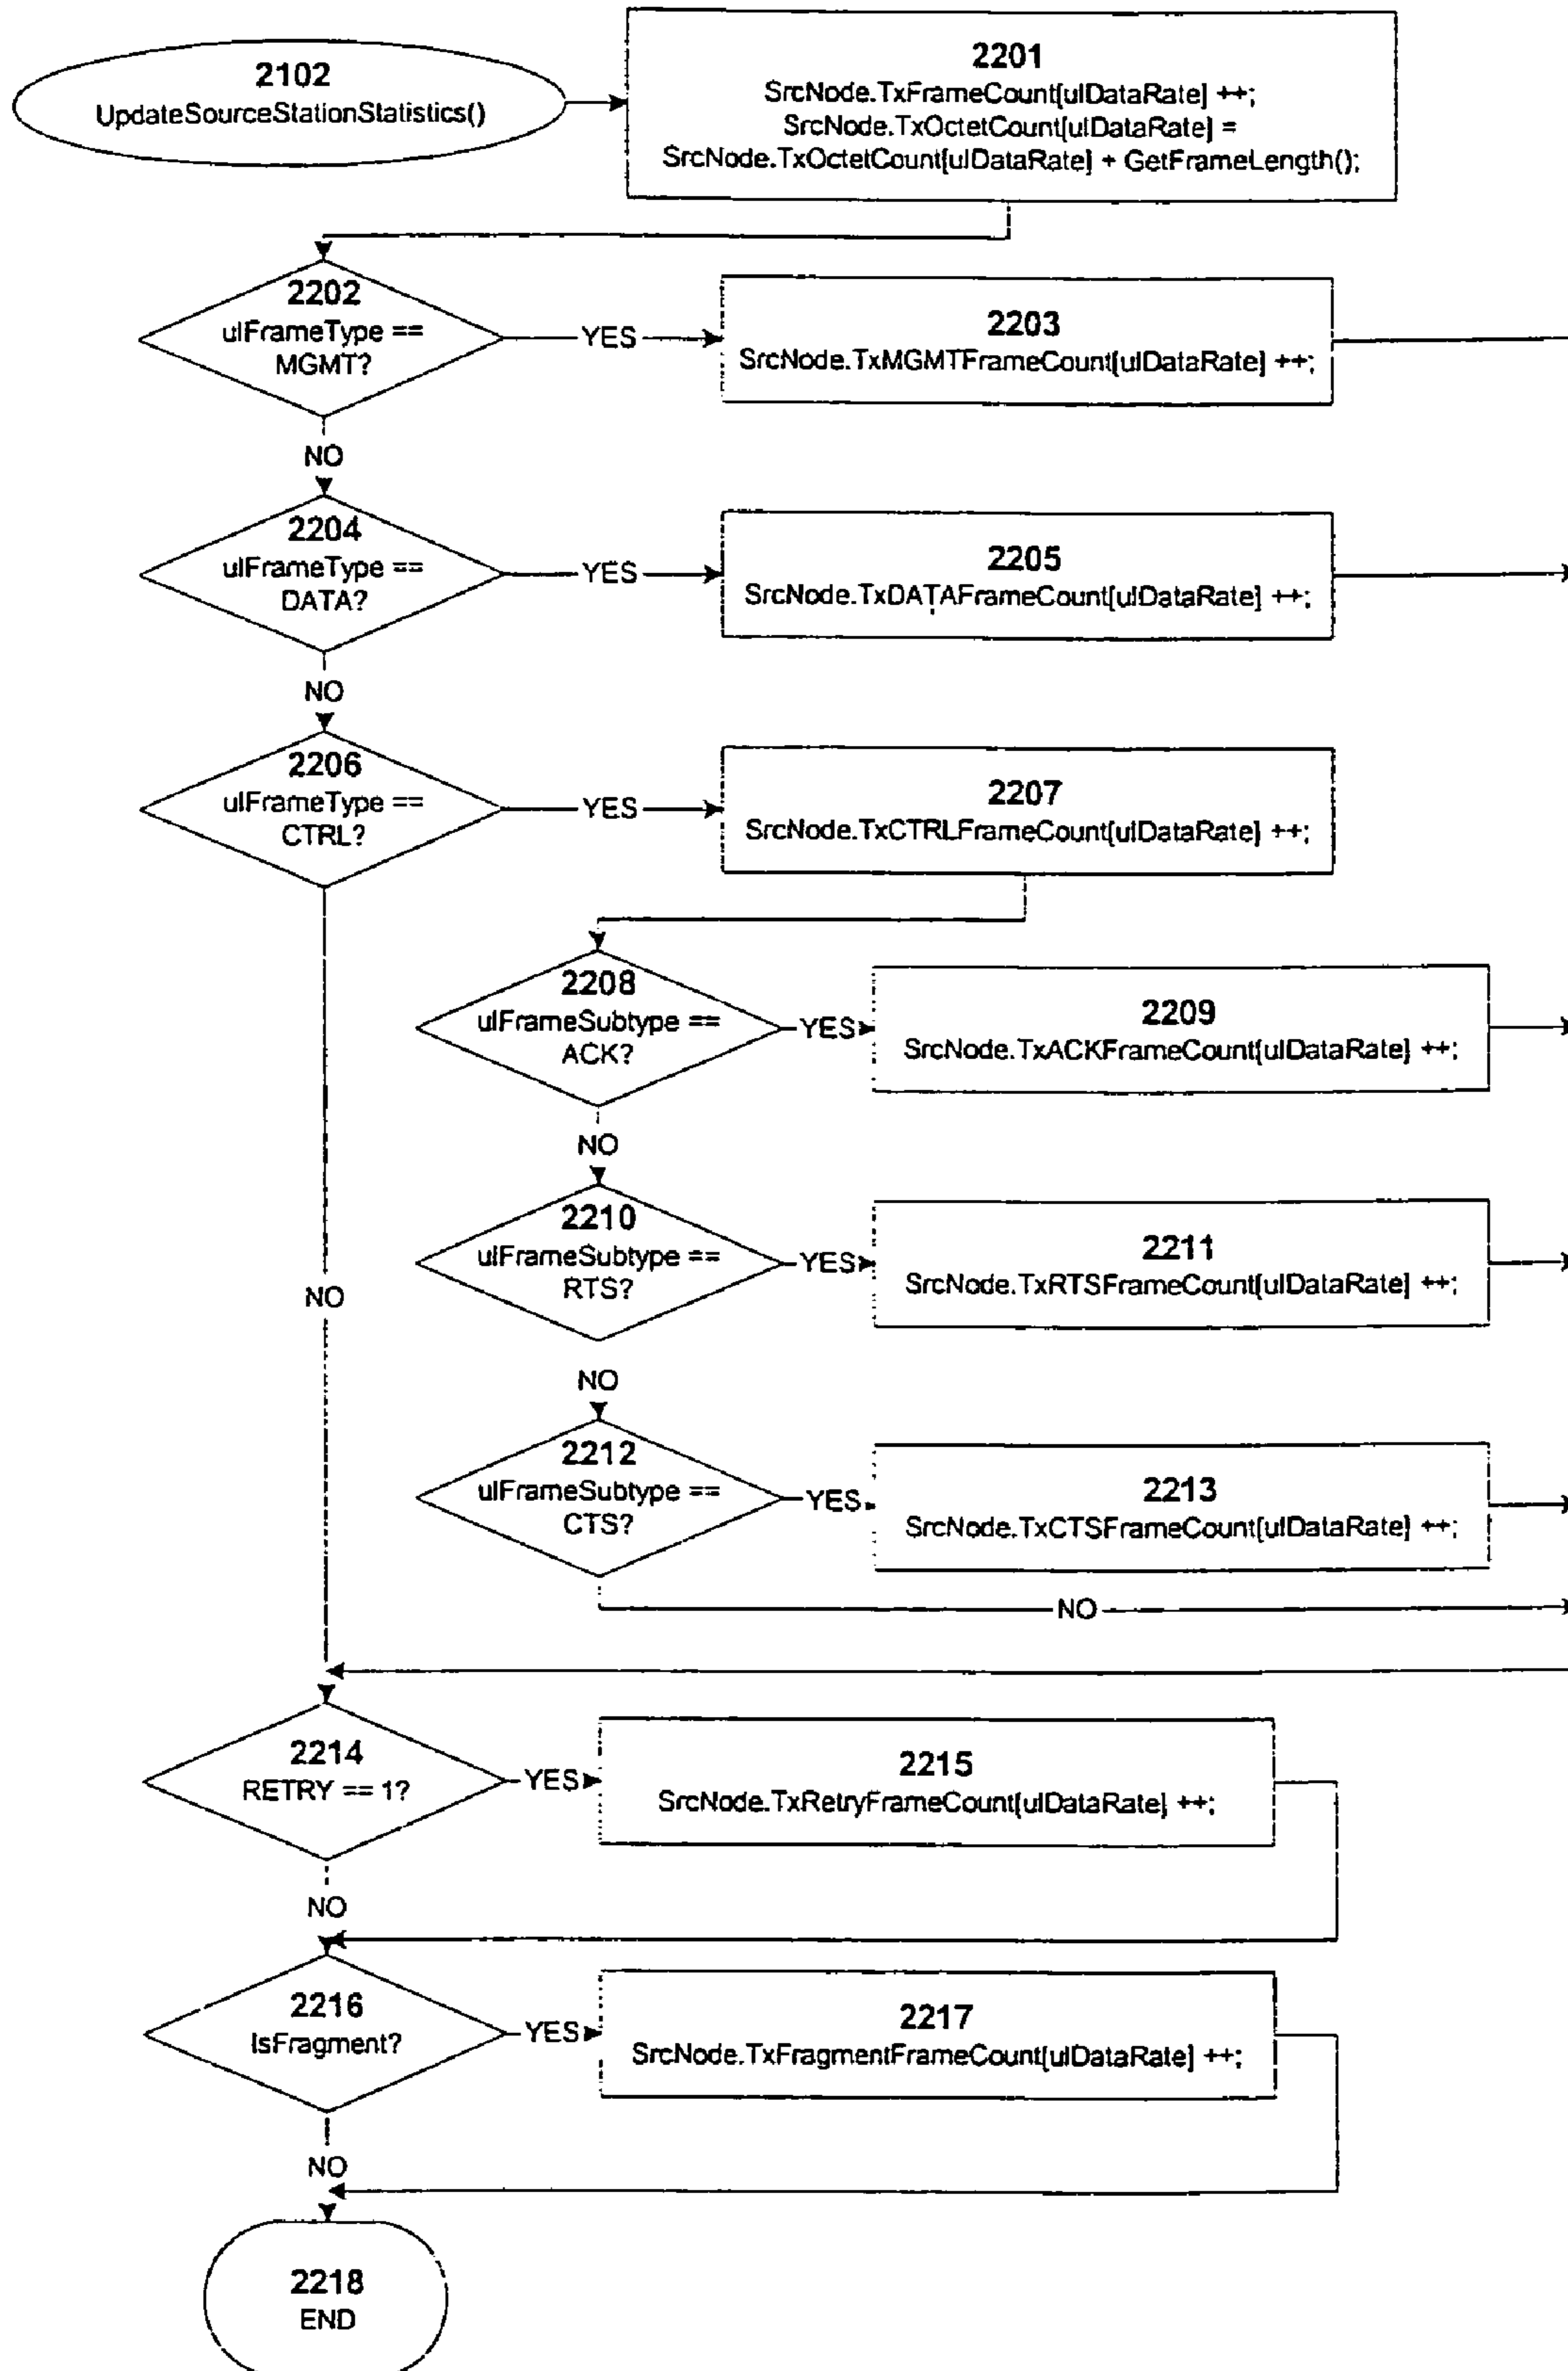 2102
UpdateSourceStationStatistics()
2201
SrcNode.TxFrameCount[ulDataRate] ++;
SrcNode.TxOctetCount[ulDataRate] =
SrcNode.TxOctetCount[ulDataRate] + GetFrameLength();
2202
ulFrameType ==
MGMT?
YES
2203
SrcNode.TxMGMTFrameCount[ulDataRate] ++;
NO
2204
ulFrameType ==
DATA?
YES
2205
SrcNode.TxDATAFrameCount[ulDataRate] ++;
NO
2206
ulFrameType ==
CTRL?
YES
2207
SrcNode.TxCTRLFrameCount[ulDataRate] ++;
2208
ulFrameSubtype ==
ACK?
YES
2209
SrcNode.TxACKFrameCount[ulDataRate] ++;
NO
2210
ulFrameSubtype ==
RTS?
YES
2211
SrcNode.TxRTSFrameCount[ulDataRate] ++;
NO
NO
2212
ulFrameSubtype ==
CTS?
YES
2213
SrcNode.TxCTSFrameCount[ulDataRate] ++;
NO
2214
RETRY == 1?
YES
2215
SrcNode.TxRetryFrameCount[ulDataRate] ++;
NO
2216
IsFragment?
YES
2217
SrcNode.TxFragmentFrameCount[ulDataRate] ++;
NO
2218
END